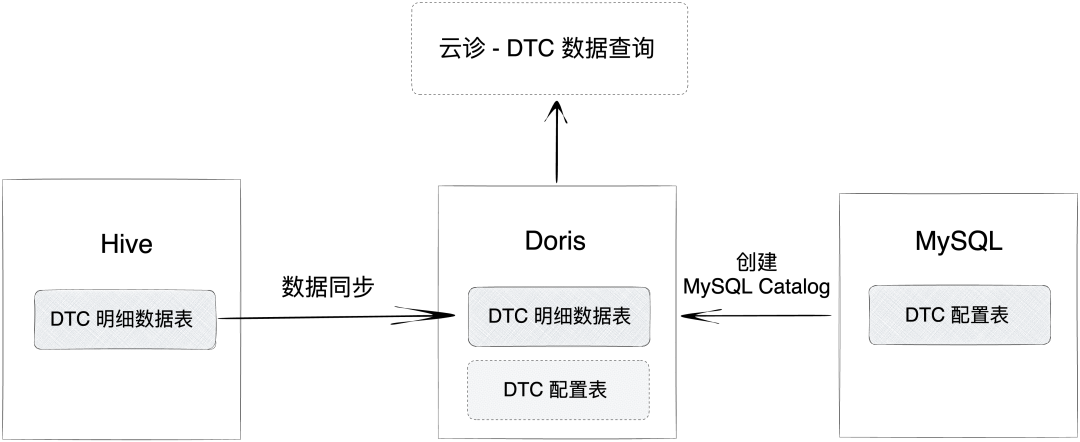 云诊 - DTC 数据查询
Hive
DTC 明细数据表
数据同步
Doris
DTC 明细数据表
DTC 配置表
创建
MySQL Catalog
MySQL
DTC 配置表